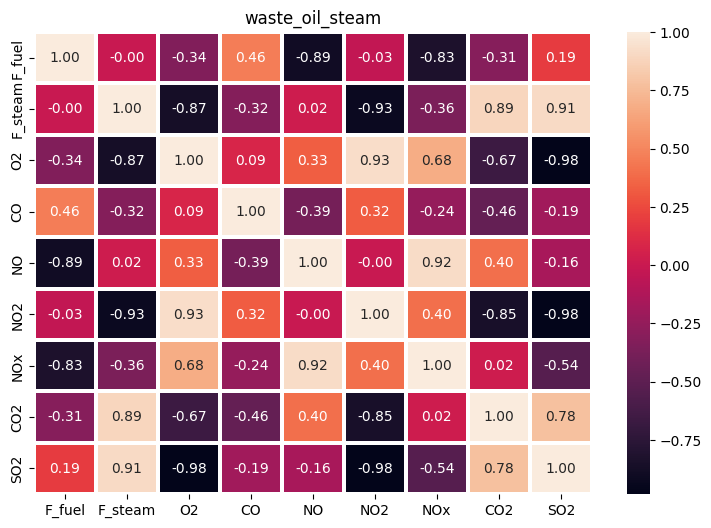 waste_oil_steam
F_fuel 1.00 -0.00 -0.34 0.46 -0.89 -0.03 -0.83 -0.31 0.19
F_steam -0.00 1.00 -0.87 -0.32 0.02 -0.93 -0.36 0.89 0.91
O2 -0.34 -0.87 1.00 0.09 0.33 0.93 0.68 -0.67 -0.98
CO 0.46 -0.32 0.09 1.00 -0.39 0.32 -0.24 -0.46 -0.19
NO -0.89 0.02 0.33 -0.39 1.00 -0.00 0.92 0.40 -0.16
NO2 -0.03 -0.93 0.93 0.32 -0.00 1.00 0.40 -0.85 -0.98
NOx -0.83 -0.36 0.68 -0.24 0.92 0.40 1.00 0.02 -0.54
CO2 -0.31 0.89 -0.67 -0.46 0.40 -0.85 0.02 1.00 0.78
SO2 0.19 0.91 -0.98 -0.19 -0.16 -0.98 -0.54 0.78 1.00
F_fuel F_steam O2 CO NO NO2 NOx CO2 SO2
1.00
0.75
0.50
0.25
0.00
-0.25
-0.50
-0.75